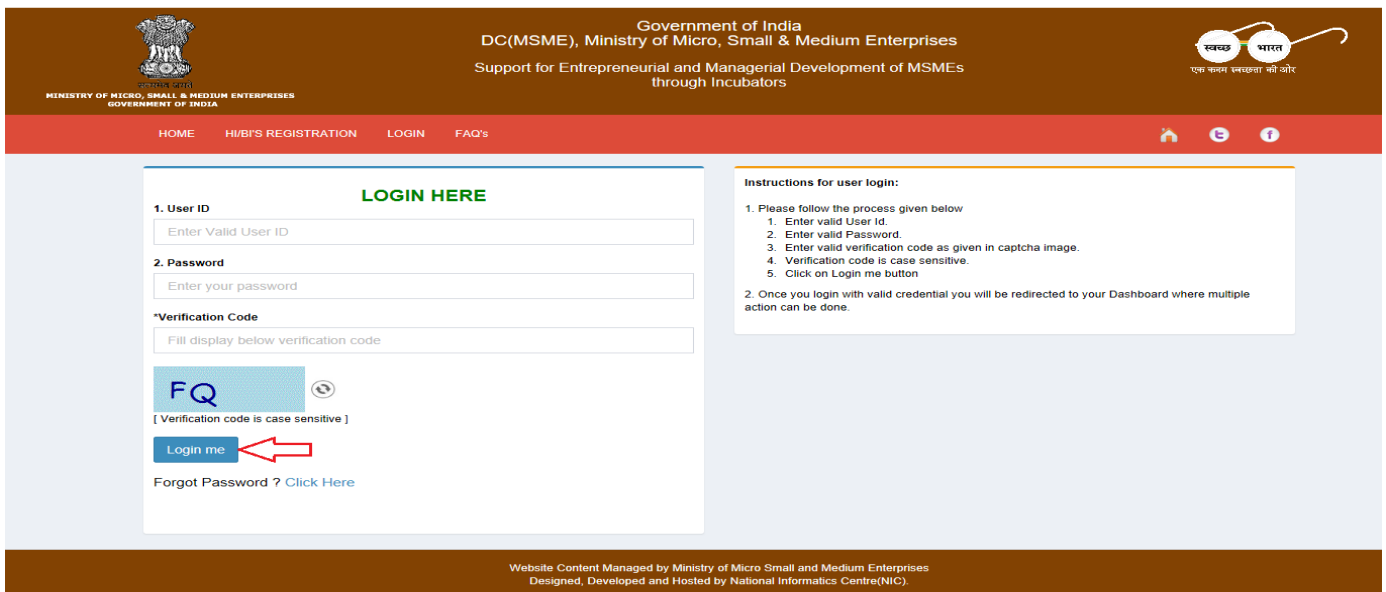 Government of India
DC(MSME), Ministry of Micro, Small & Medium Enterprises
Support for Entrepreneurial and Managerial Development of MSMEs
through Incubators
सत्यमेव जयते
MINISTRY OF MICRO, SMALL & MEDIUM ENTERPRISES
GOVERNMENT OF INDIA
स्वच्छ भारत
एक कदम स्वच्छता की ओर
HOME HI/BI'S REGISTRATION LOGIN FAQ's
LOGIN HERE
1. User ID
Enter Valid User ID
2. Password
Enter your password
*Verification Code
Fill display below verification code
FQ
[ Verification code is case sensitive ]
Login me
Forgot Password ? Click Here
Instructions for user login:
1. Please follow the process given below
1. Enter valid User Id.
2. Enter valid Password.
3. Enter valid verification code as given in captcha image.
4. Verification code is case sensitive.
5. Click on Login me button
2. Once you login with valid credential you will be redirected to your Dashboard where multiple
action can be done.
Website Content Managed by Ministry of Micro Small and Medium Enterprises
Designed, Developed and Hosted by National Informatics Centre(NIC).